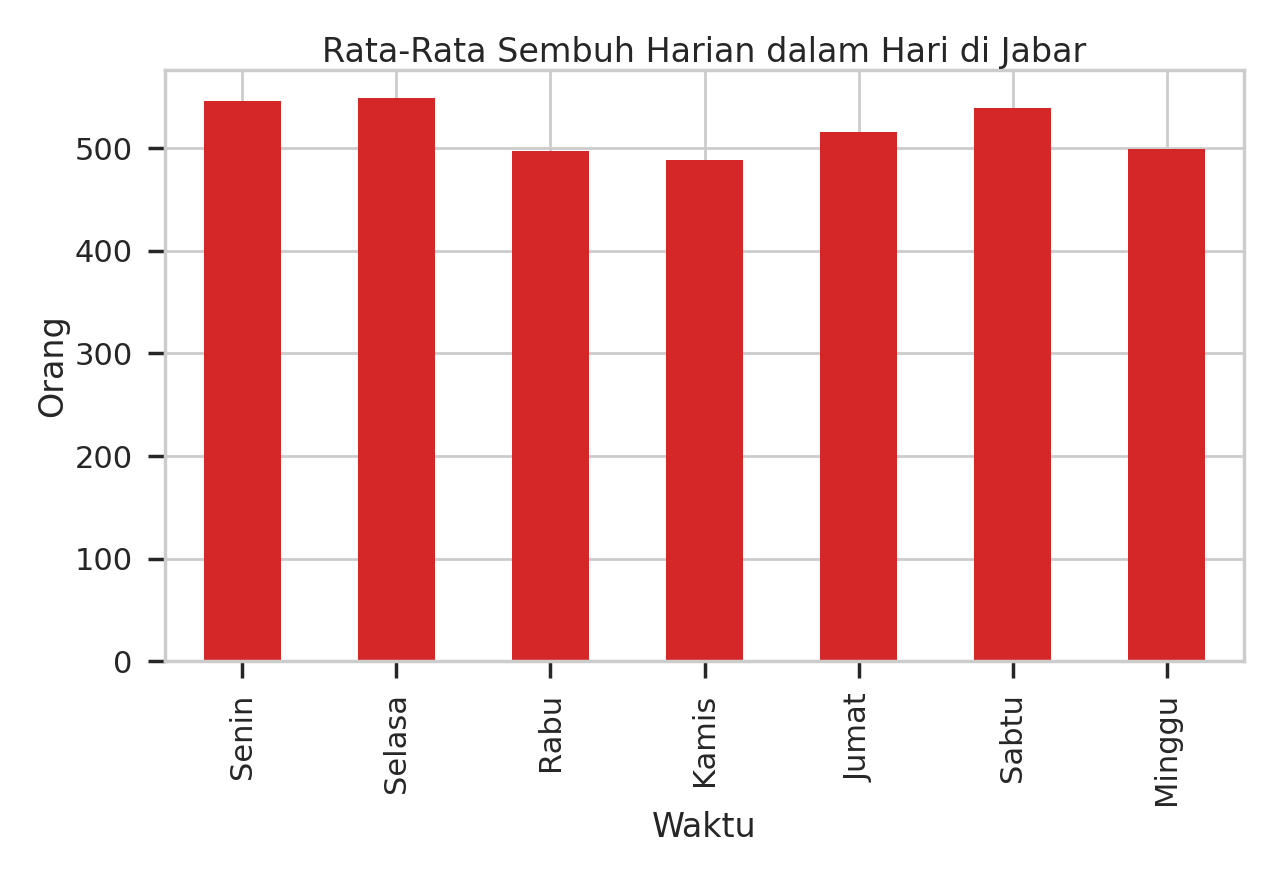 Rata-Rata Sembuh Harian dalam Hari di Jabar
Orang
500
400
300
200
100
0
Senin
Selasa
Rabu
Kamis
Jumat
Sabtu
Minggu
Waktu